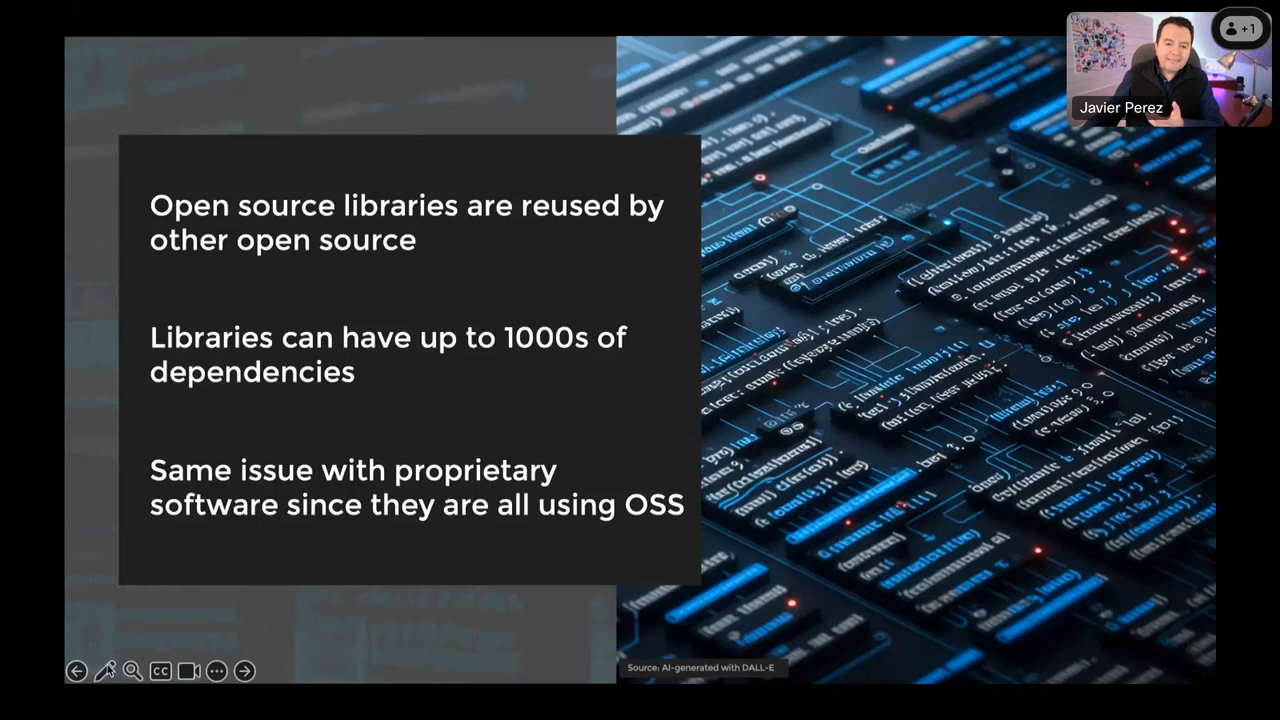 +1
Javier Perez
Open source libraries are reused by
other open source
Libraries can have up to 1000s of
dependencies
Same issue with proprietary
software since they are all using OSS
Source: AI-generated with DALL-E
CC